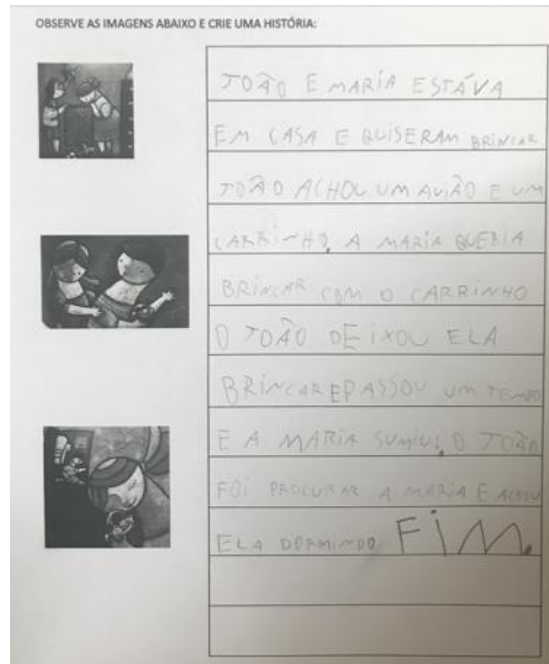 OBSERVE AS IMAGENS ABAIXO E CRIE UMA HISTÓRIA:
JOÃO E MARIA ESTÁVA
EM CASA E QUISERAM BRINCAR
JOÃO ACHOU UM AVIÃO E UM
CARRINHO, A MARIA QUERIA
BRINCAR COM O CARRINHO
O JOÃO DEIXOU ELA
BRINCAR E PASSOU UM TEMPO
E A MARIA SUMIU, O JOÃO
FOI PROCURAR A MARIA E ACHOU
ELA DORMINDO FIM.